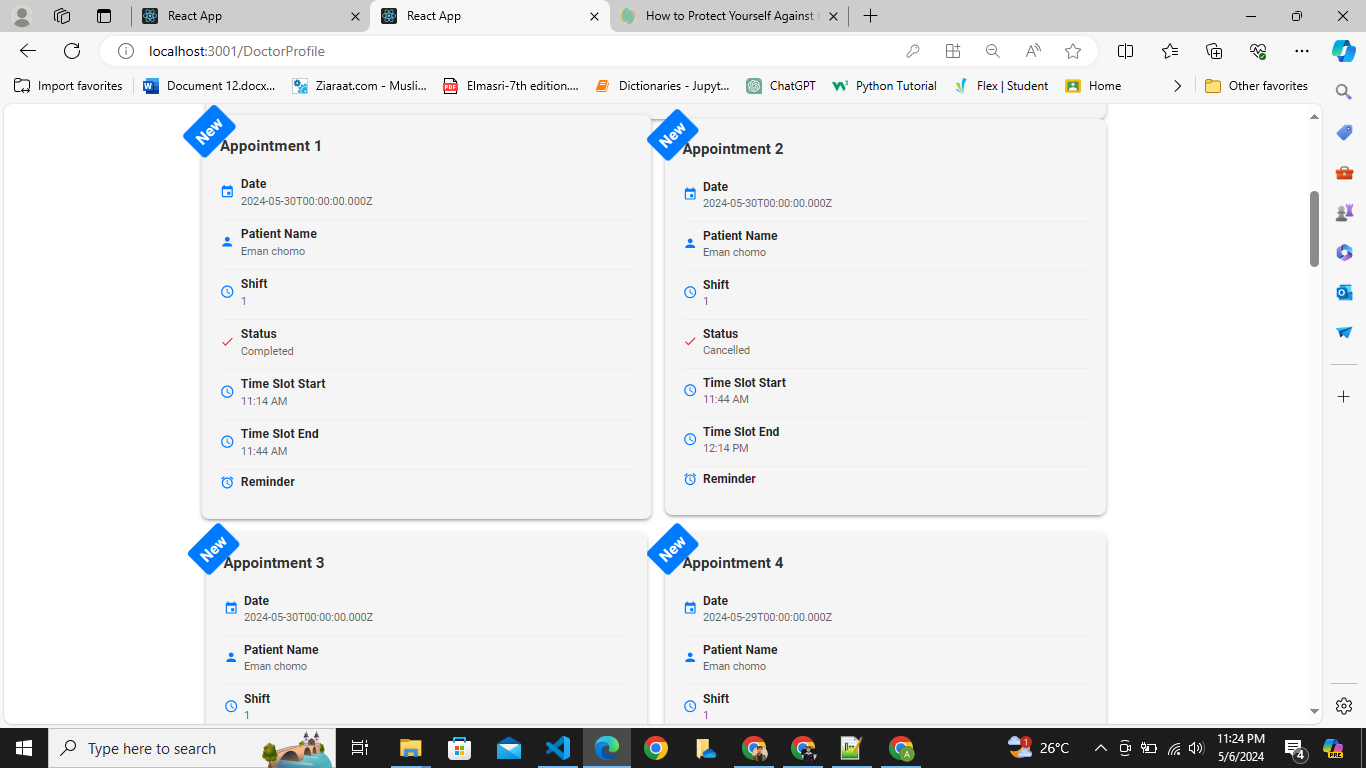 React App
React App
How to Protect Yourself Against
localhost:3001/DoctorProfile
Import favorites
Document 12.docx...
Ziaraat.com - Musli...
Elmasri-7th edition....
Dictionaries - Jupyt...
ChatGPT
Python Tutorial
Flex | Student
Home
Other favorites
New
Appointment 1
Date
2024-05-30T00:00:00.000Z
Patient Name
Eman chomo
Shift
1
Status
Completed
Time Slot Start
11:14 AM
Time Slot End
11:44 AM
Reminder
New
Appointment 2
Date
2024-05-30T00:00:00.000Z
Patient Name
Eman chomo
Shift
1
Status
Cancelled
Time Slot Start
11:44 AM
Time Slot End
12:14 PM
Reminder
New
Appointment 3
Date
2024-05-30T00:00:00.000Z
Patient Name
Eman chomo
Shift
1
New
Appointment 4
Date
2024-05-29T00:00:00.000Z
Patient Name
Eman chomo
Shift
1
Type here to search
26°C
11:24 PM
5/6/2024
4